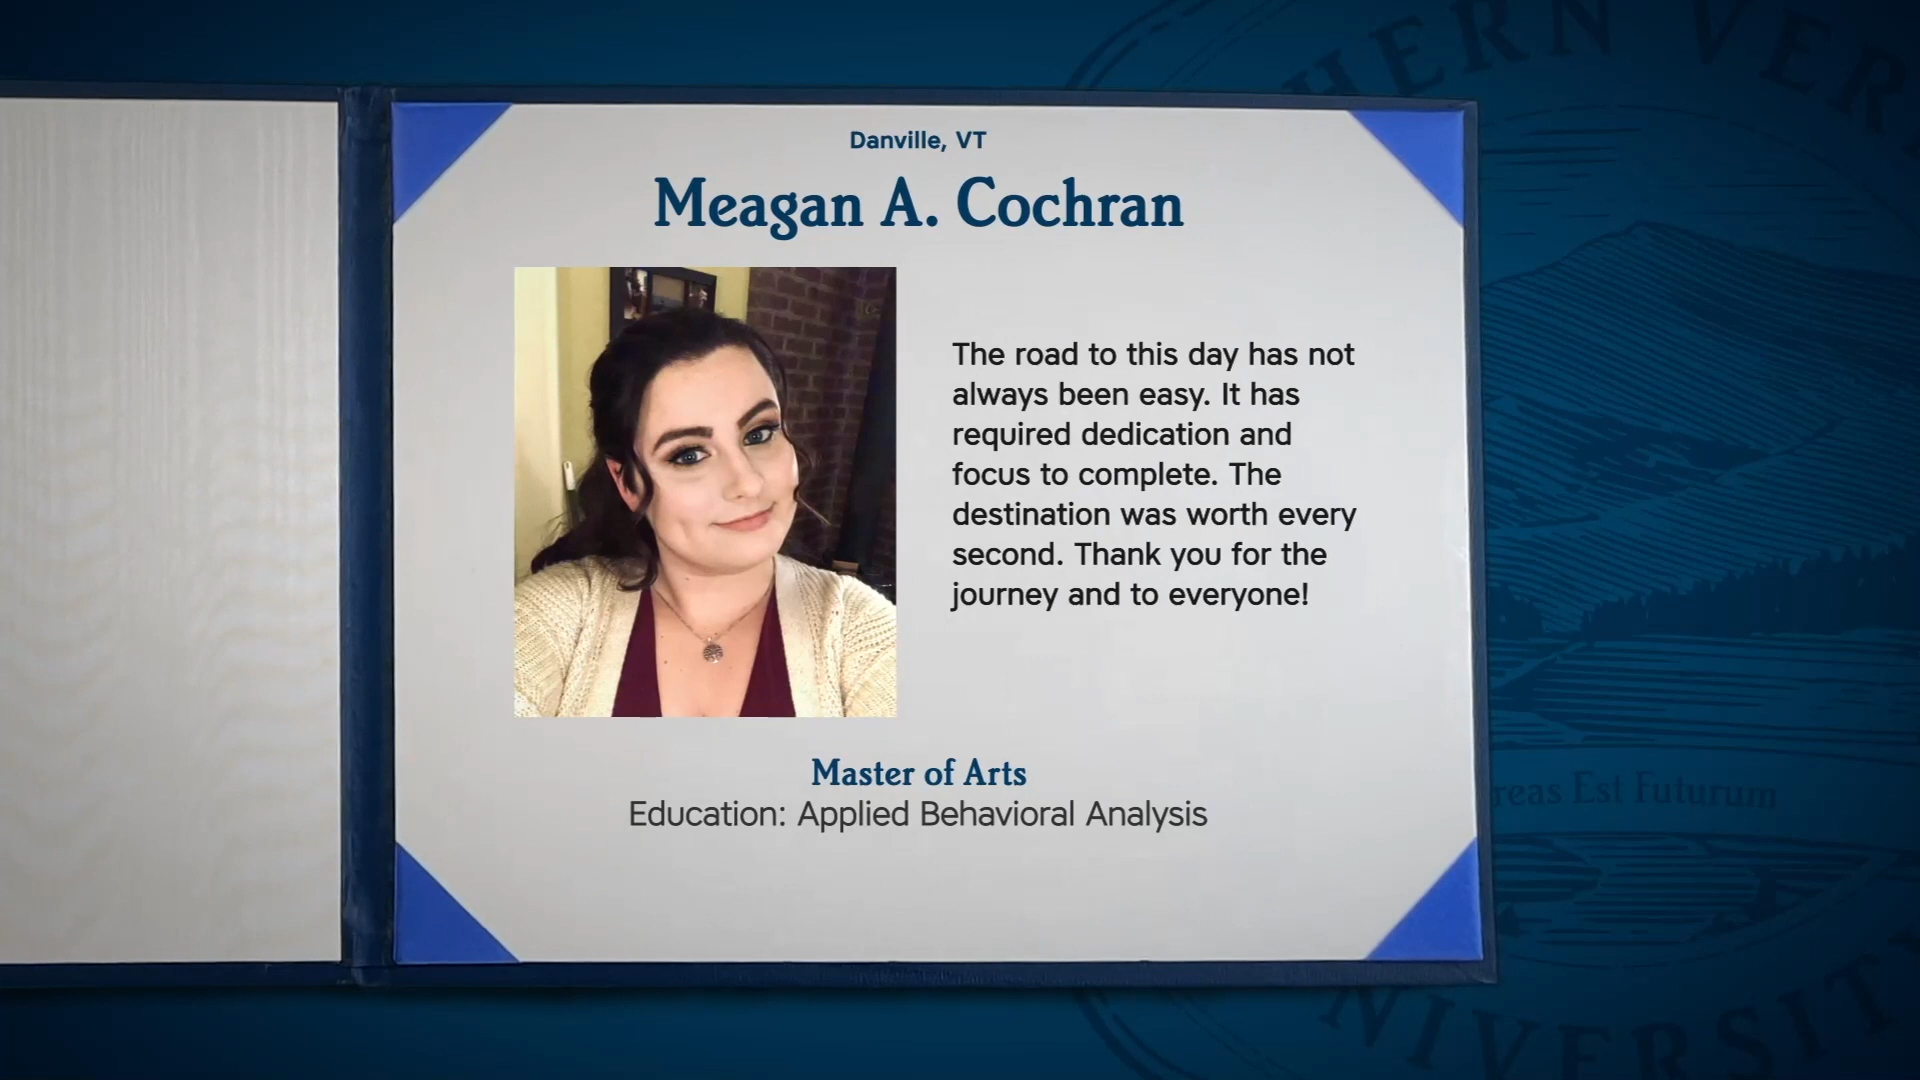 Danville, VT
Meagan A. Cochran
The road to this day has not
always been easy. It has
required dedication and
focus to complete. The
destination was worth every
second. Thank you for the
journey and to everyone!
Master of Arts
Education: Applied Behavioral Analysis
Est Futurum